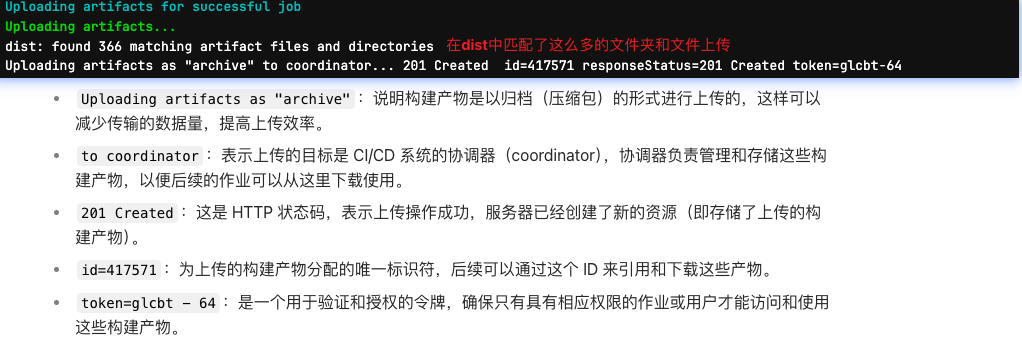 Uploading artifacts for successful job
Uploading artifacts...
dist: found 366 matching artifact files and directories 在dist中匹配了这么多的文件夹和文件上传
Uploading artifacts as "archive" to coordinator... 201 Created  id=417571 responseStatus=201 Created token=glcbt-64
• Uploading artifacts as "archive"：说明构建产物是以归档（压缩包）的形式进行上传的，这样可以
减少传输的数据量，提高上传效率。
• to coordinator：表示上传的目标是 CI/CD 系统的协调器（coordinator），协调器负责管理和存储这些构
建产物，以便后续的作业可以从这里下载使用。
• 201 Created：这是 HTTP 状态码，表示上传操作成功，服务器已经创建了新的资源（即存储了上传的构
建产物）。
• id=417571：为上传的构建产物分配的唯一标识符，后续可以通过这个 ID 来引用和下载这些产物。
• token=glcbt - 64：是一个用于验证和授权的令牌，确保只有具有相应权限的作业或用户才能访问和使用
这些构建产物。